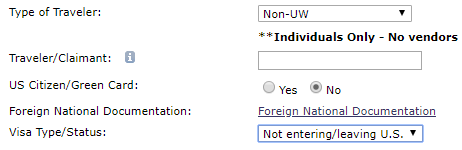 Type of Traveler: Non-UW
**Individuals Only - No vendors
Traveler/Claimant: i
US Citizen/Green Card: Yes No
Foreign National Documentation: Foreign National Documentation
Visa Type/Status: Not entering/leaving U.S.